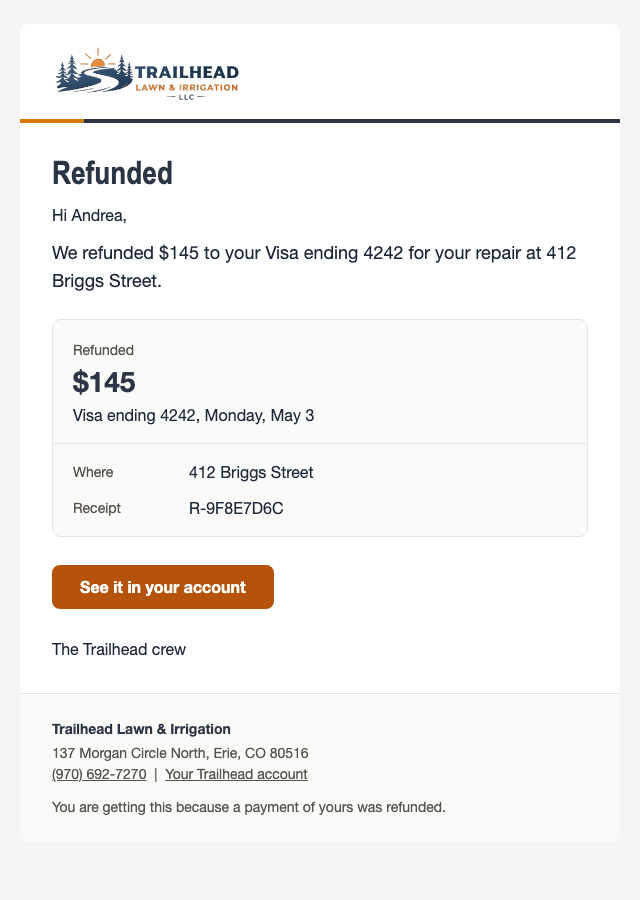 TRAILHEAD
LAWN & IRRIGATION
LLC
Refunded
Hi Andrea,
We refunded $145 to your Visa ending 4242 for your repair at 412
Briggs Street.
Refunded
$145
Visa ending 4242, Monday, May 3
Where 412 Briggs Street
Receipt R-9F8E7D6C
See it in your account
The Trailhead crew
Trailhead Lawn & Irrigation
137 Morgan Circle North, Erie, CO 80516
(970) 692-7270 | Your Trailhead account
You are getting this because a payment of yours was refunded.